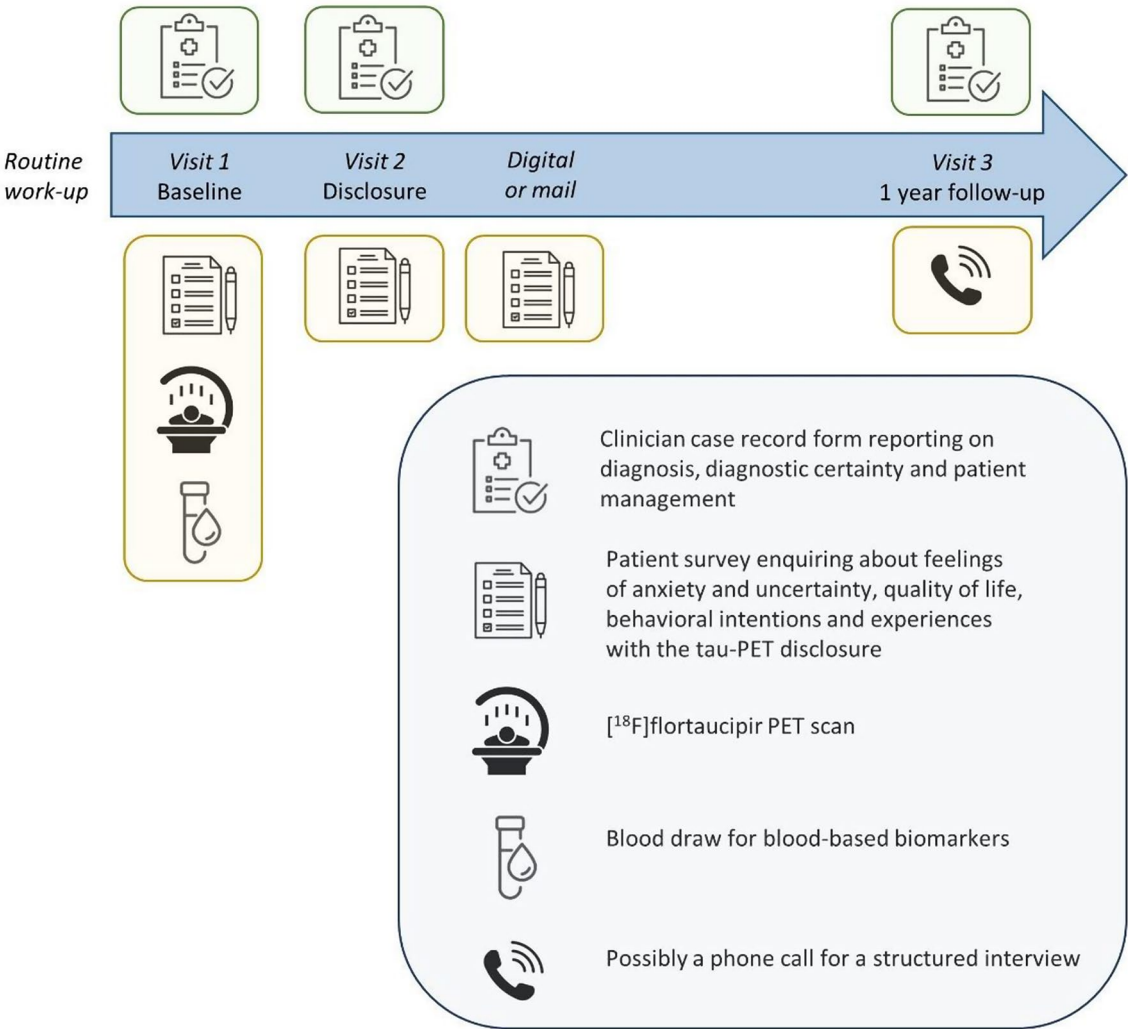 Routine
work-up
Visit 1
Baseline
Visit 2
Disclosure
Digital
or mail
Visit 3
1 year follow-up
Clinician case record form reporting on
diagnosis, diagnostic certainty and patient
management
Patient survey enquiring about feelings
of anxiety and uncertainty, quality of life,
behavioral intentions and experiences
with the tau-PET disclosure
[¹⁸F]flortaucipir PET scan
Blood draw for blood-based biomarkers
Possibly a phone call for a structured interview